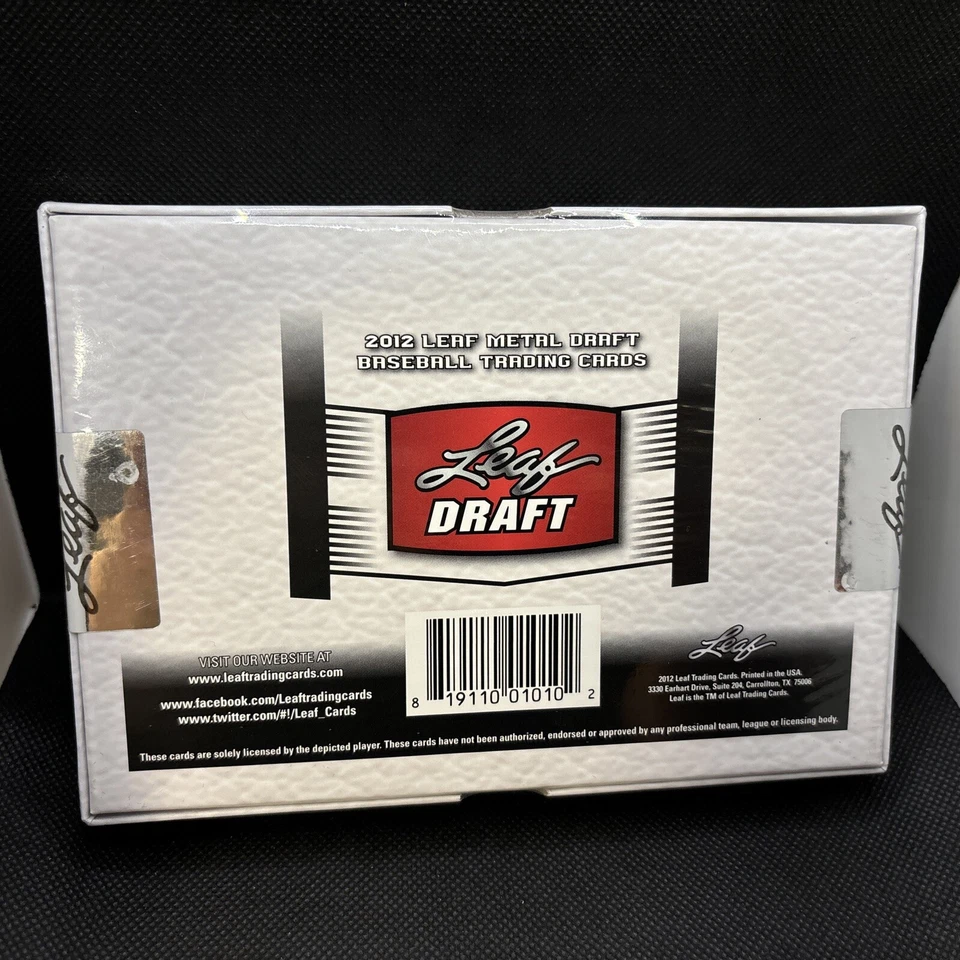 2012 LEAF METAL DRAFT
BASEBALL TRADING CARDS
Leaf
DRAFT
Leaf
Leaf
VISIT OUR WEBSITE AT
www.leaftradingcards.com
www.facebook.com/Leaftradingcards
www.twitter.com/#!/Leaf_Cards
8 19110 01010 2
Leaf
2012 Leaf Trading Cards. Printed in the USA.
3330 Earhart Drive, Suite 204, Carrollton, TX 75006
Leaf is the TM of Leaf Trading Cards.
These cards are solely licensed by the depicted player. These cards have not been authorized, endorsed or approved by any professional team, league or licensing body.